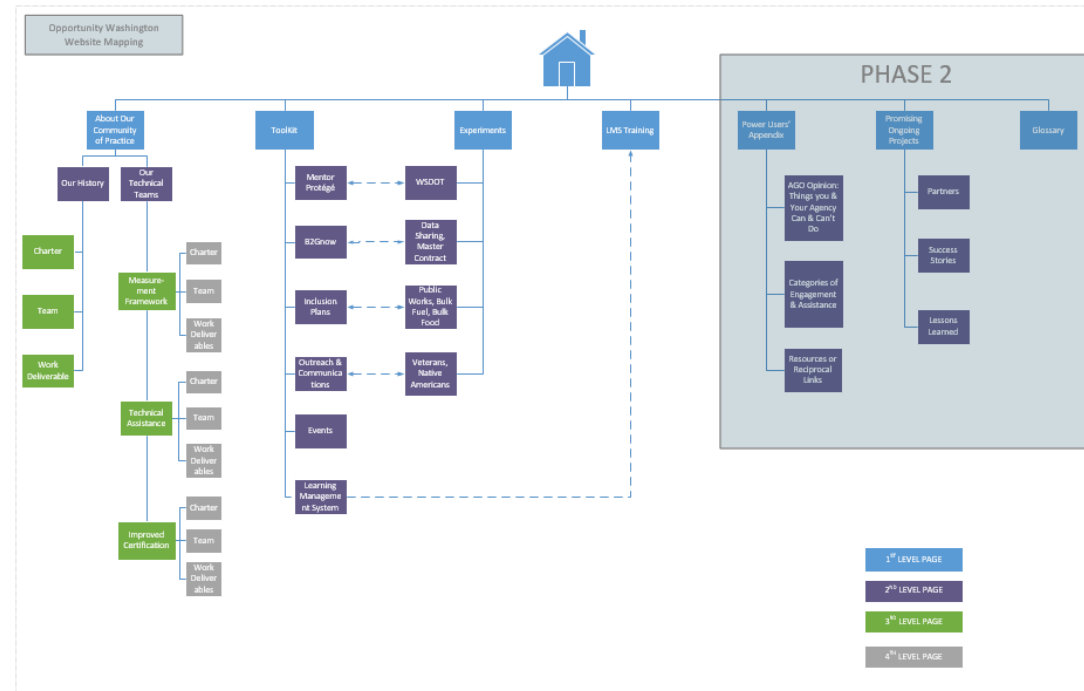 Opportunity Washington
Website Mapping
PHASE 2
About Our
Community
of Practice
ToolKit
Experiments
LMS Training
Power Users'
Appendix
Promising
Ongoing
Projects
Glossary
Our History
Our
Technical
Teams
Charter
Team
Work
Deliverable
Measure-
ment
Framework
Charter
Team
Work
Deliver
ables
Technical
Assistance
Charter
Team
Work
Deliver
ables
Improved
Certification
Charter
Team
Work
Deliver
ables
Mentor
Protégé
B2Gnow
Inclusion
Plans
Outreach &
Communica
tions
Events
Learning
Manageme
nt System
WSDOT
Data
Sharing,
Master
Contract
Public
Works, Bulk
Fuel, Bulk
Food
Veterans,
Native
Americans
AGO Opinion:
Things you &
Your Agency
Can & Can't
Do
Categories of
Engagement
& Assistance
Resources or
Reciprocal
Links
Partners
Success
Stories
Lessons
Learned
1ST LEVEL PAGE
2ND LEVEL PAGE
3RD LEVEL PAGE
4TH LEVEL PAGE